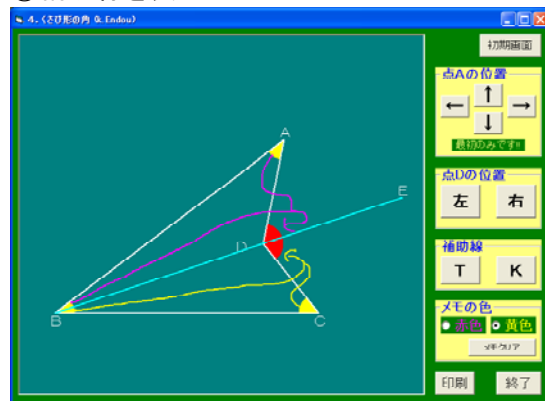 4. (くさび形の角 G.Endou)
初期画面
点Aの位置
↑
← →
↓
最初のみです!!
点Dの位置
左 右
補助線
T K
メモの色
赤色 黄色
メモクリア
印刷 終了
A
E
D
B
C